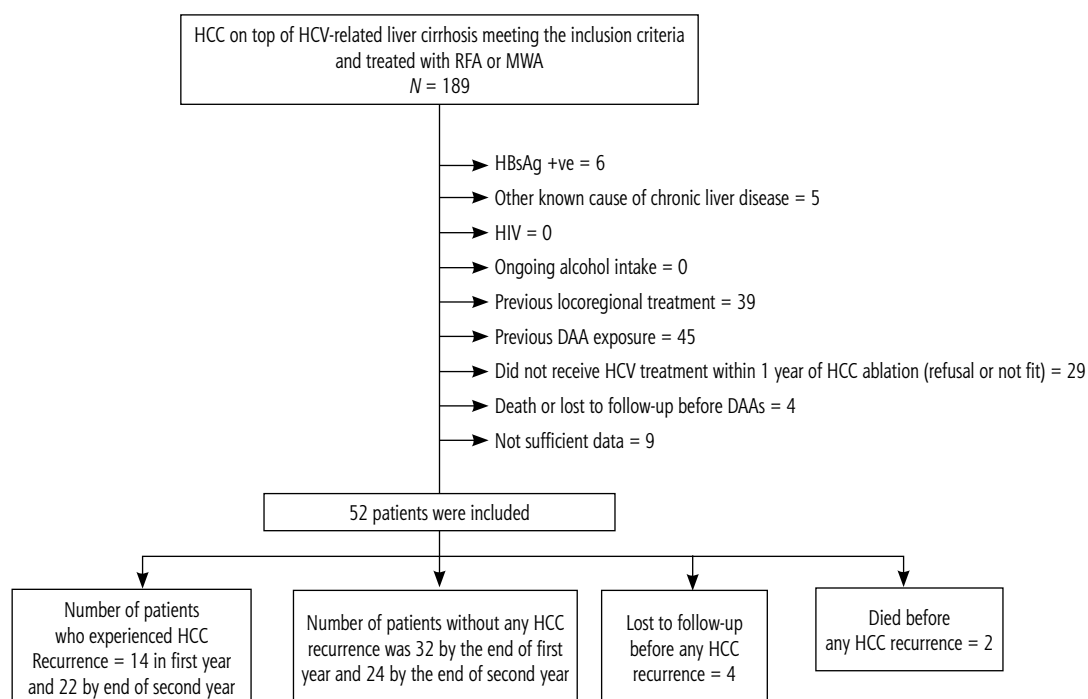 HCC on top of HCV-related liver cirrhosis meeting the inclusion criteria
and treated with RFA or MWA
N = 189
HBsAg +ve = 6
Other known cause of chronic liver disease = 5
HIV = 0
Ongoing alcohol intake = 0
Previous locoregional treatment = 39
Previous DAA exposure = 45
Did not receive HCV treatment within 1 year of HCC ablation (refusal or not fit) = 29
Death or lost to follow-up before DAAs = 4
Not sufficient data = 9
52 patients were included
Number of patients
who experienced HCC
Recurrence = 14 in first year
and 22 by end of second year
Number of patients without any HCC
recurrence was 32 by the end of first
year and 24 by the end of second year
Lost to follow-up
before any HCC
recurrence = 4
Died before
any HCC recurrence = 2